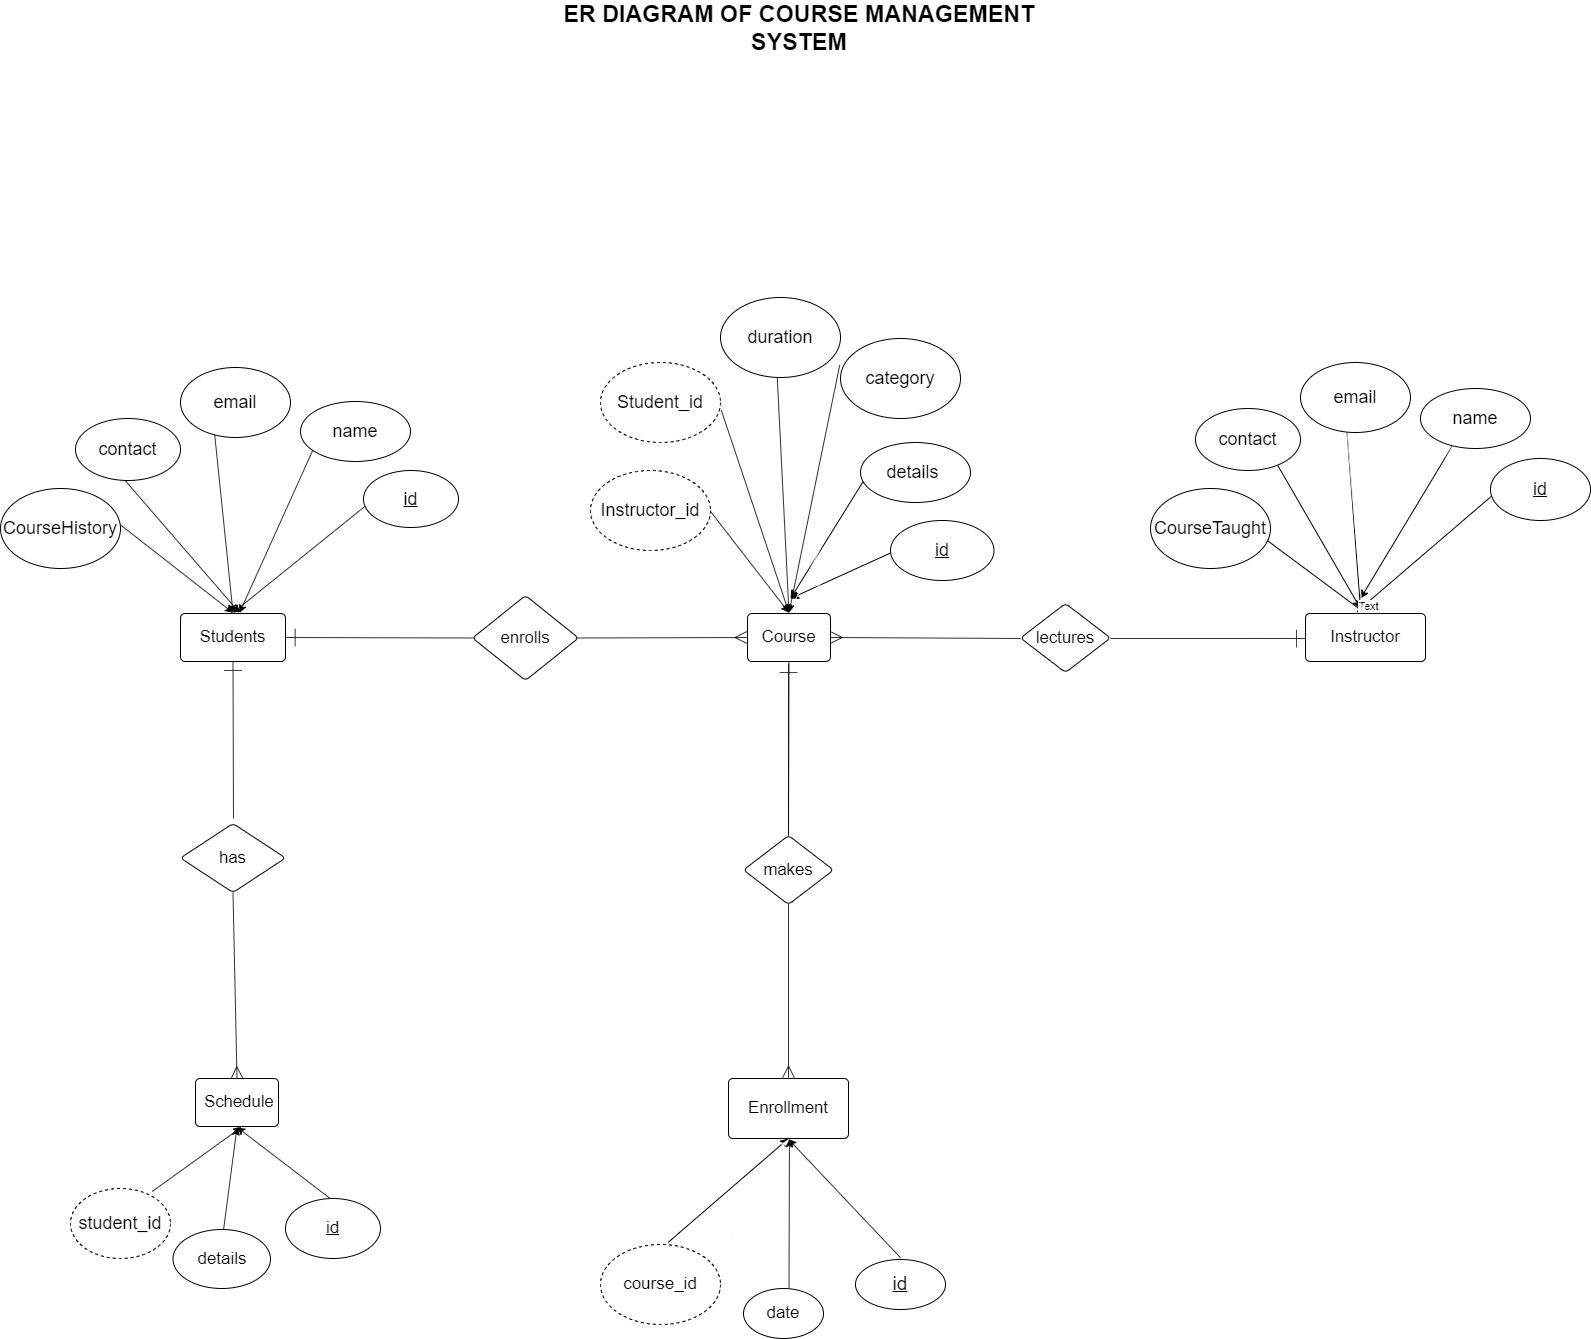 ER DIAGRAM OF COURSE MANAGEMENT
SYSTEM
duration
category
Student_id
email
name
contact
id
CourseHistory
details
Instructor_id
id
email
name
contact
id
CourseTaught
Text
Students
enrolls
Course
lectures
Instructor
has
makes
Schedule
Enrollment
student_id
details
id
course_id
date
id